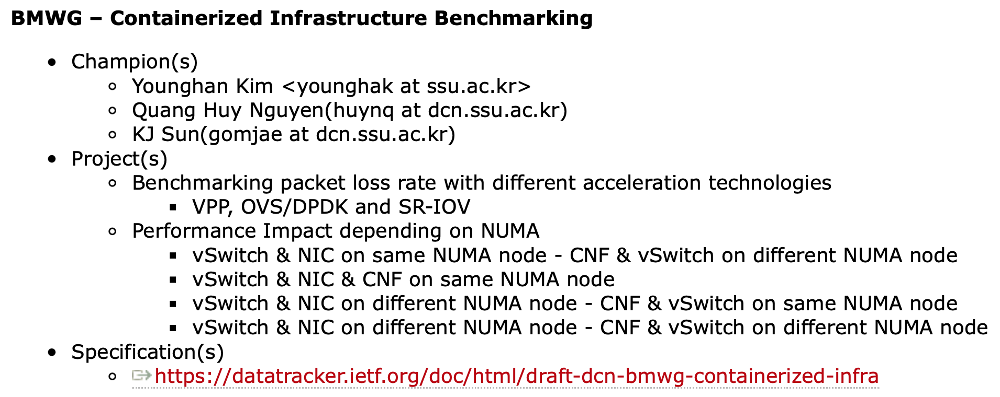 BMWG – Containerized Infrastructure Benchmarking
Champion(s)
Younghan Kim <younghak at ssu.ac.kr>
Quang Huy Nguyen(huynq at dcn.ssu.ac.kr)
KJ Sun(gomjae at dcn.ssu.ac.kr)
Project(s)
Benchmarking packet loss rate with different acceleration technologies
VPP, OVS/DPDK and SR-IOV
Performance Impact depending on NUMA
vSwitch & NIC on same NUMA node - CNF & vSwitch on different NUMA node
vSwitch & NIC & CNF on same NUMA node
vSwitch & NIC on different NUMA node - CNF & vSwitch on same NUMA node
vSwitch & NIC on different NUMA node - CNF & vSwitch on different NUMA node
Specification(s)
https://datatracker.ietf.org/doc/html/draft-dcn-bmwg-containerized-infra